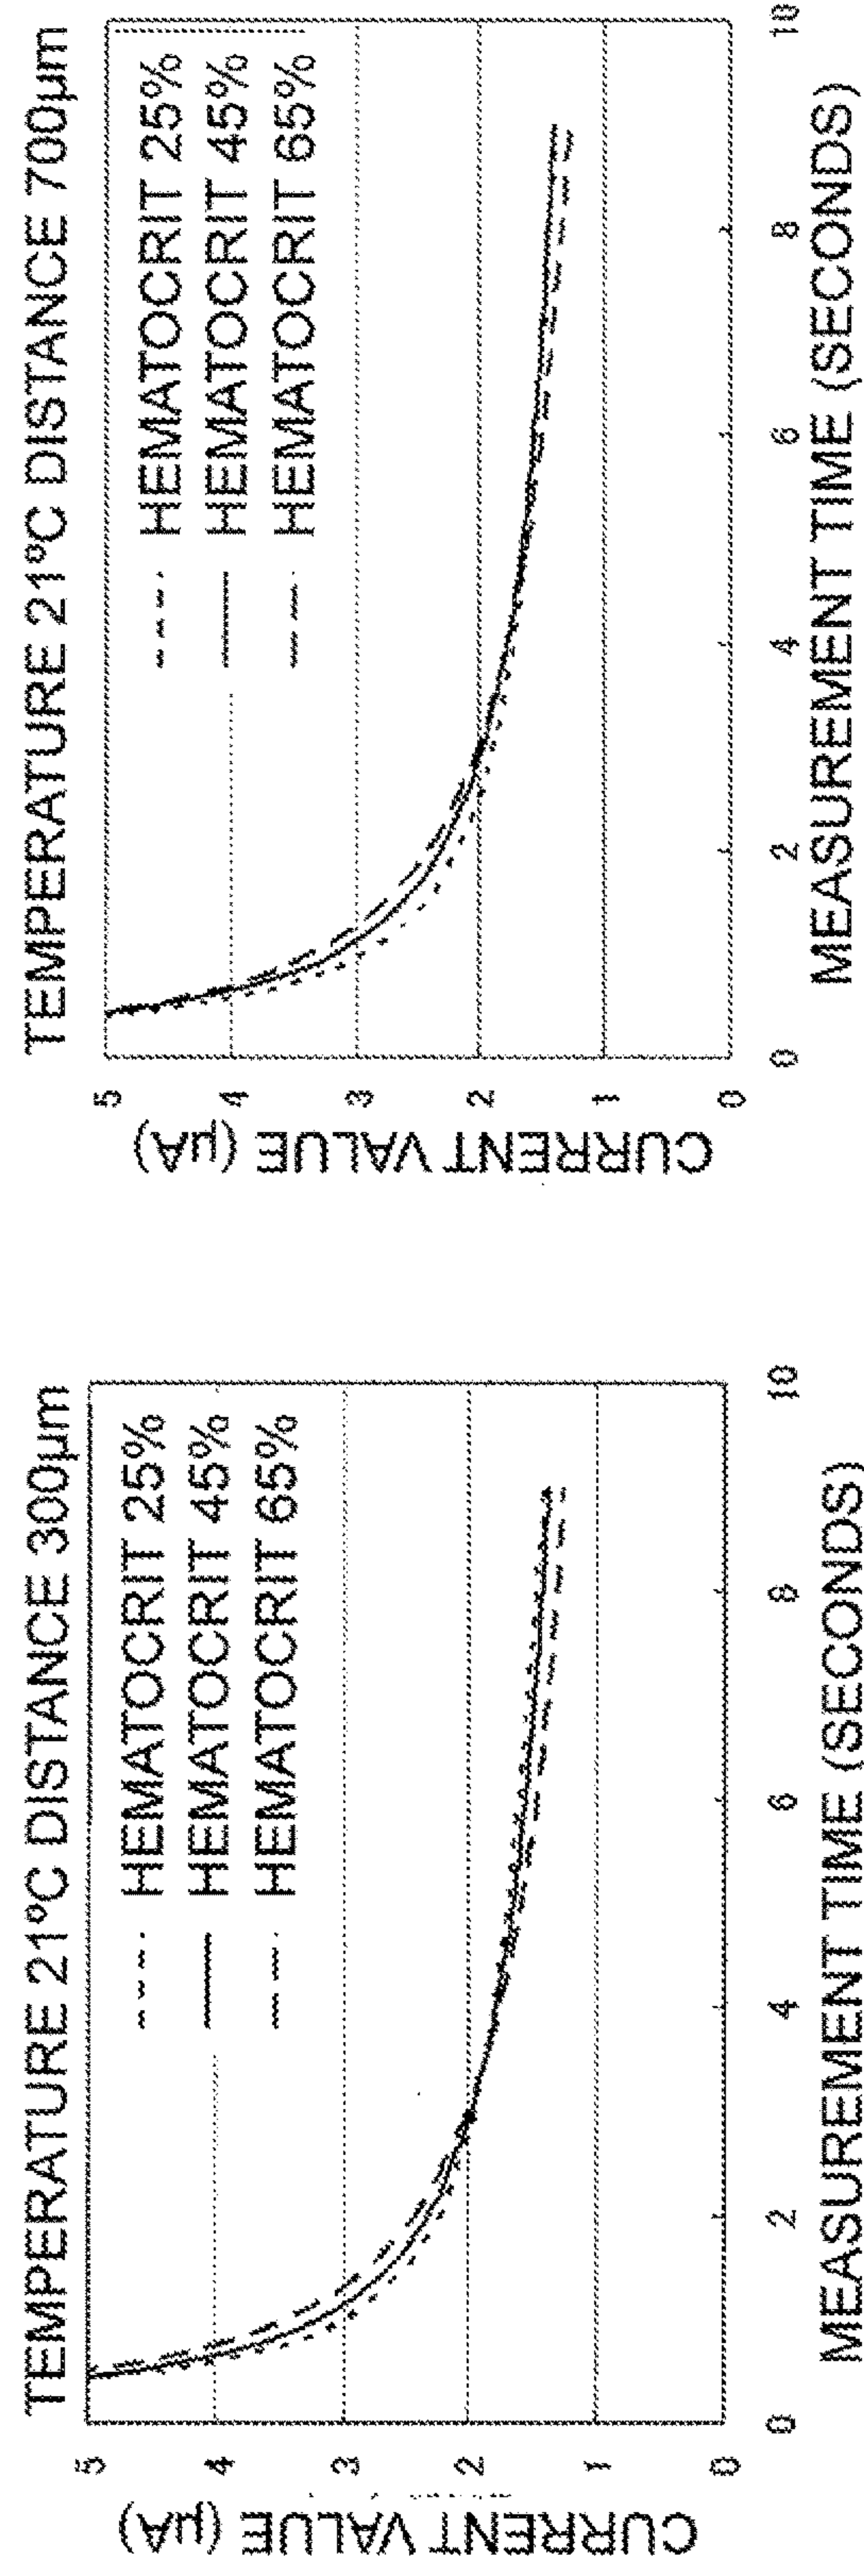 TEMPERATURE 21ºC DISTANCE 300µm
CURRENT VALUE (µA)
5
4
3
2
1
0
HEMATOCRIT 25%
HEMATOCRIT 45%
HEMATOCRIT 65%
0 2 4 6 8 10
MEASUREMENT TIME (SECONDS)
TEMPERATURE 21ºC DISTANCE 700µm
CURRENT VALUE (µA)
5
4
3
2
1
0
HEMATOCRIT 25%
HEMATOCRIT 45%
HEMATOCRIT 65%
0 2 4 6 8 10
MEASUREMENT TIME (SECONDS)